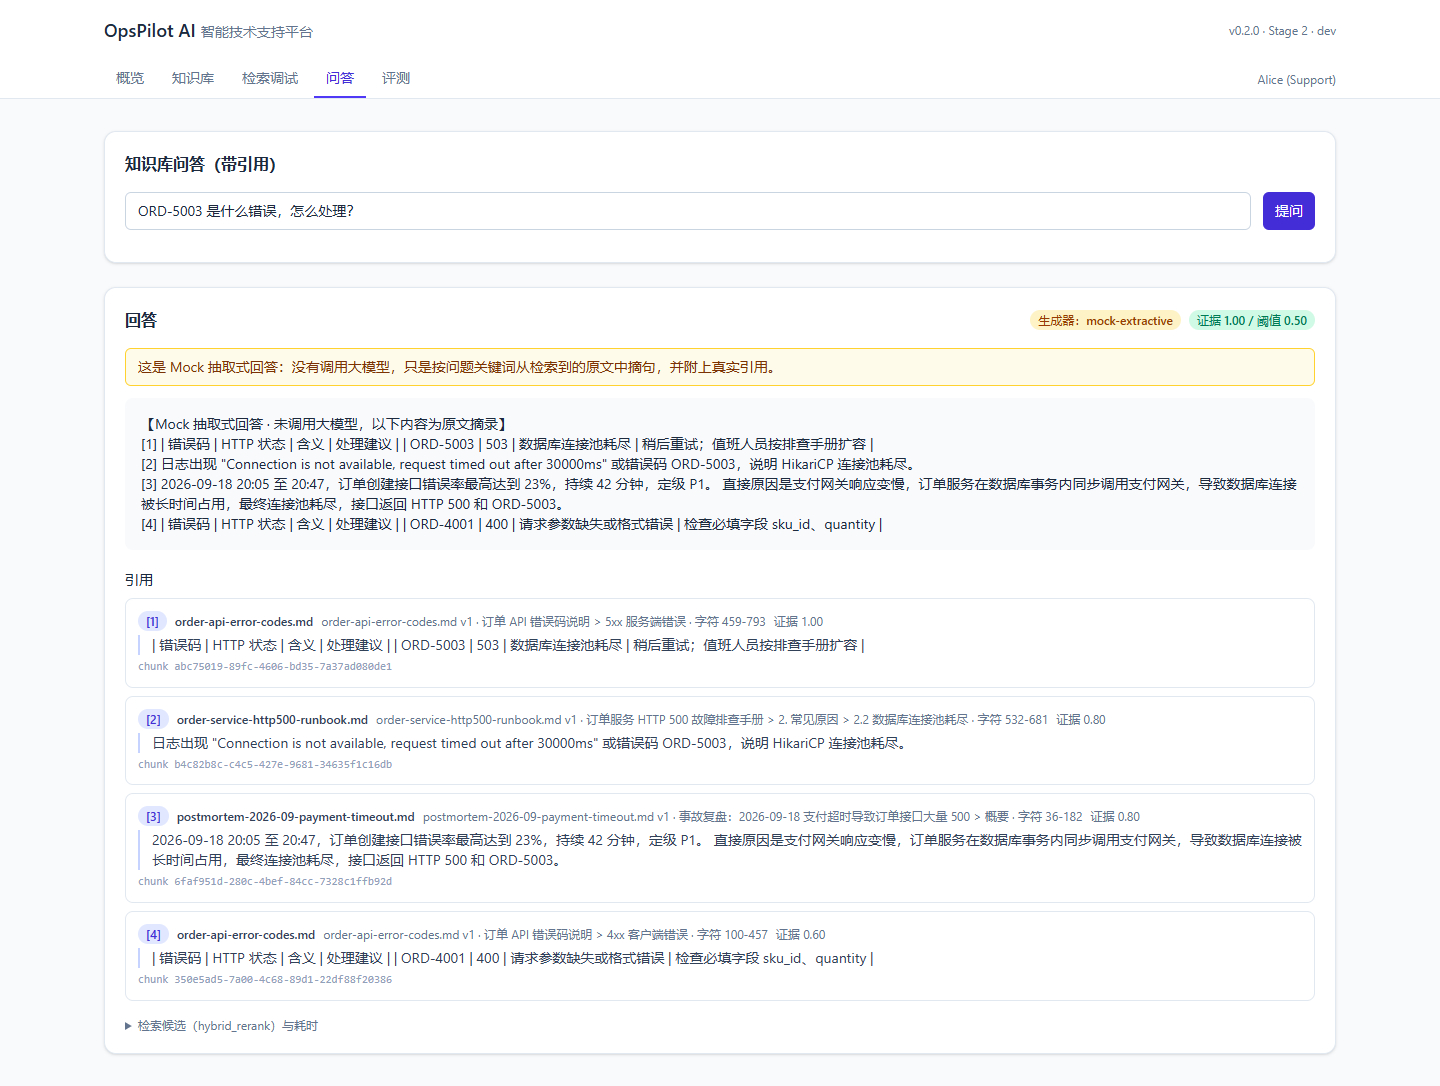 OpsPilot AI 智能技术支持平台
v0.2.0 · Stage 2 · dev
概览 知识库 检索调试 问答 评测
Alice (Support)
知识库问答（带引用）
ORD-5003 是什么错误，怎么处理？
提问
回答
生成器：mock-extractive
证据 1.00 / 阈值 0.50
这是 Mock 抽取式回答：没有调用大模型，只是按问题关键词从检索到的原文中摘句，并附上真实引用。
【Mock 抽取式回答 · 未调用大模型，以下内容为原文摘录】
[1] | 错误码 | HTTP 状态 | 含义 | 处理建议 | | ORD-5003 | 503 | 数据库连接池耗尽 | 稍后重试；值班人员按排查手册扩容 |
[2] 日志出现 "Connection is not available, request timed out after 30000ms" 或错误码 ORD-5003，说明 HikariCP 连接池耗尽。
[3] 2026-09-18 20:05 至 20:47，订单创建接口错误率最高达到 23%，持续 42 分钟，定级 P1。 直接原因是支付网关响应变慢，订单服务在数据库事务内同步调用支付网关，导致数据库连接
被长时间占用，最终连接池耗尽，接口返回 HTTP 500 和 ORD-5003。
[4] | 错误码 | HTTP 状态 | 含义 | 处理建议 | | ORD-4001 | 400 | 请求参数缺失或格式错误 | 检查必填字段 sku_id、quantity |
引用
[1] order-api-error-codes.md order-api-error-codes.md v1 · 订单 API 错误码说明 > 5xx 服务端错误 · 字符 459-793 证据 1.00
| 错误码 | HTTP 状态 | 含义 | 处理建议 | | ORD-5003 | 503 | 数据库连接池耗尽 | 稍后重试；值班人员按排查手册扩容 |
chunk abc75019-89fc-4606-bd35-7a37ad080de1
[2] order-service-http500-runbook.md order-service-http500-runbook.md v1 · 订单服务 HTTP 500 故障排查手册 > 2. 常见原因 > 2.2 数据库连接池耗尽 · 字符 532-681 证据 0.80
日志出现 "Connection is not available, request timed out after 30000ms" 或错误码 ORD-5003，说明 HikariCP 连接池耗尽。
chunk b4c82b8c-c4c5-427e-9681-34635f1c16db
[3] postmortem-2026-09-payment-timeout.md postmortem-2026-09-payment-timeout.md v1 · 事故复盘：2026-09-18 支付超时导致订单接口大量 500 > 概要 · 字符 36-182 证据 0.80
2026-09-18 20:05 至 20:47，订单创建接口错误率最高达到 23%，持续 42 分钟，定级 P1。 直接原因是支付网关响应变慢，订单服务在数据库事务内同步调用支付网关，导致数据库连接被
长时间占用，最终连接池耗尽，接口返回 HTTP 500 和 ORD-5003。
chunk 6faf951d-280c-4bef-84cc-7328c1ffb92d
[4] order-api-error-codes.md order-api-error-codes.md v1 · 订单 API 错误码说明 > 4xx 客户端错误 · 字符 100-457 证据 0.60
| 错误码 | HTTP 状态 | 含义 | 处理建议 | | ORD-4001 | 400 | 请求参数缺失或格式错误 | 检查必填字段 sku_id、quantity |
chunk 350e5ad5-7a00-4c68-89d1-22df88f20386
▶ 检索候选（hybrid_rerank）与耗时